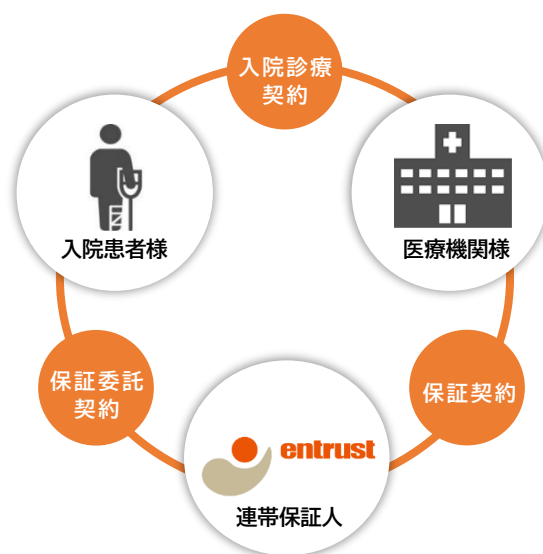 入院診療
契約
入院患者様
医療機関様
保証委託
契約
保証契約
entrust
連帯保証人